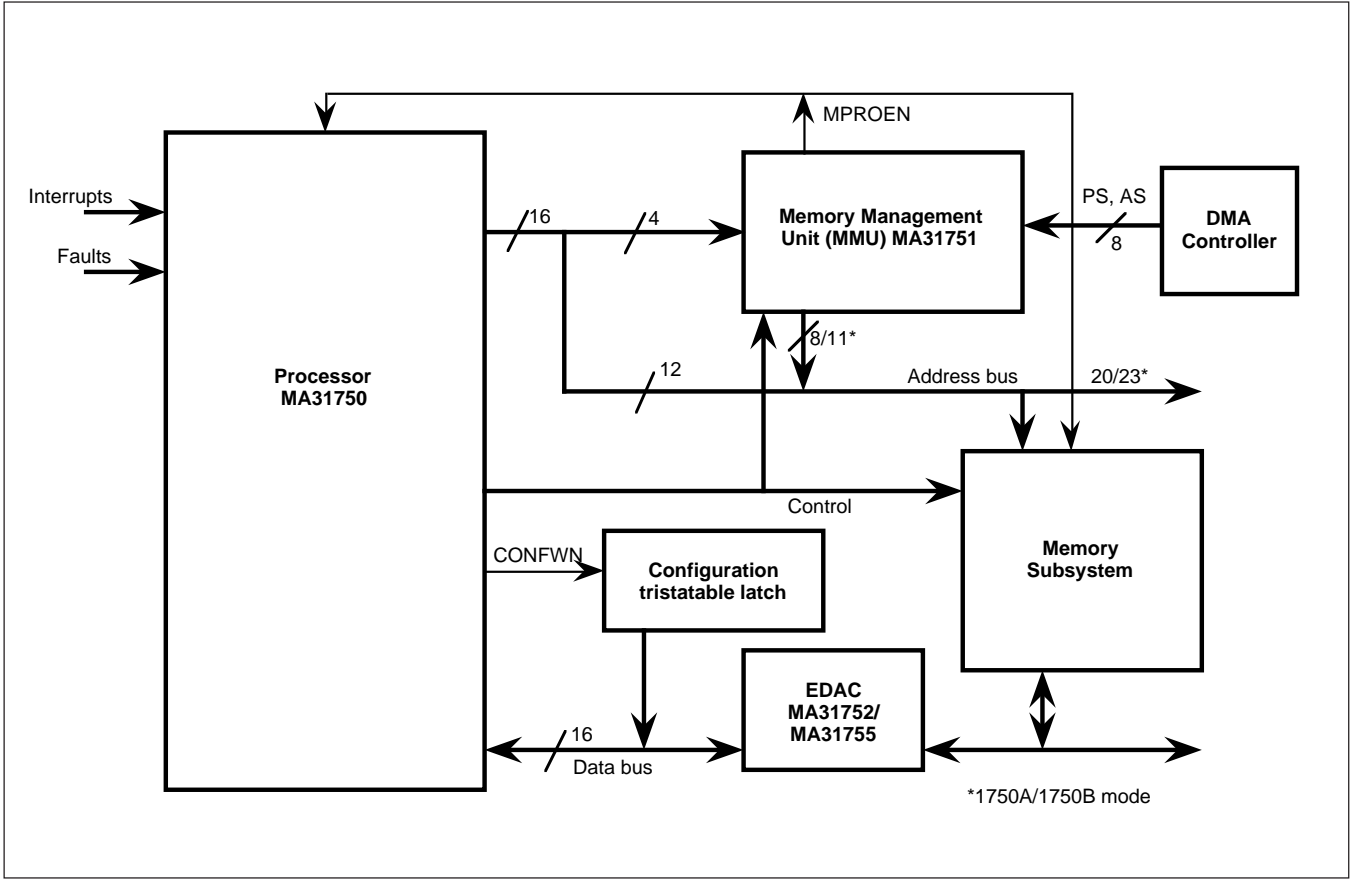 MPROEN
Interrupts
Faults
16
4
Memory Management
Unit (MMU) MA31751
PS, AS
8
DMA
Controller
8/11*
Processor
MA31750
12
Address bus
20/23*
Control
CONFWN
Configuration
tristatable latch
Memory
Subsystem
EDAC
MA31752/
MA31755
16
Data bus
*1750A/1750B mode